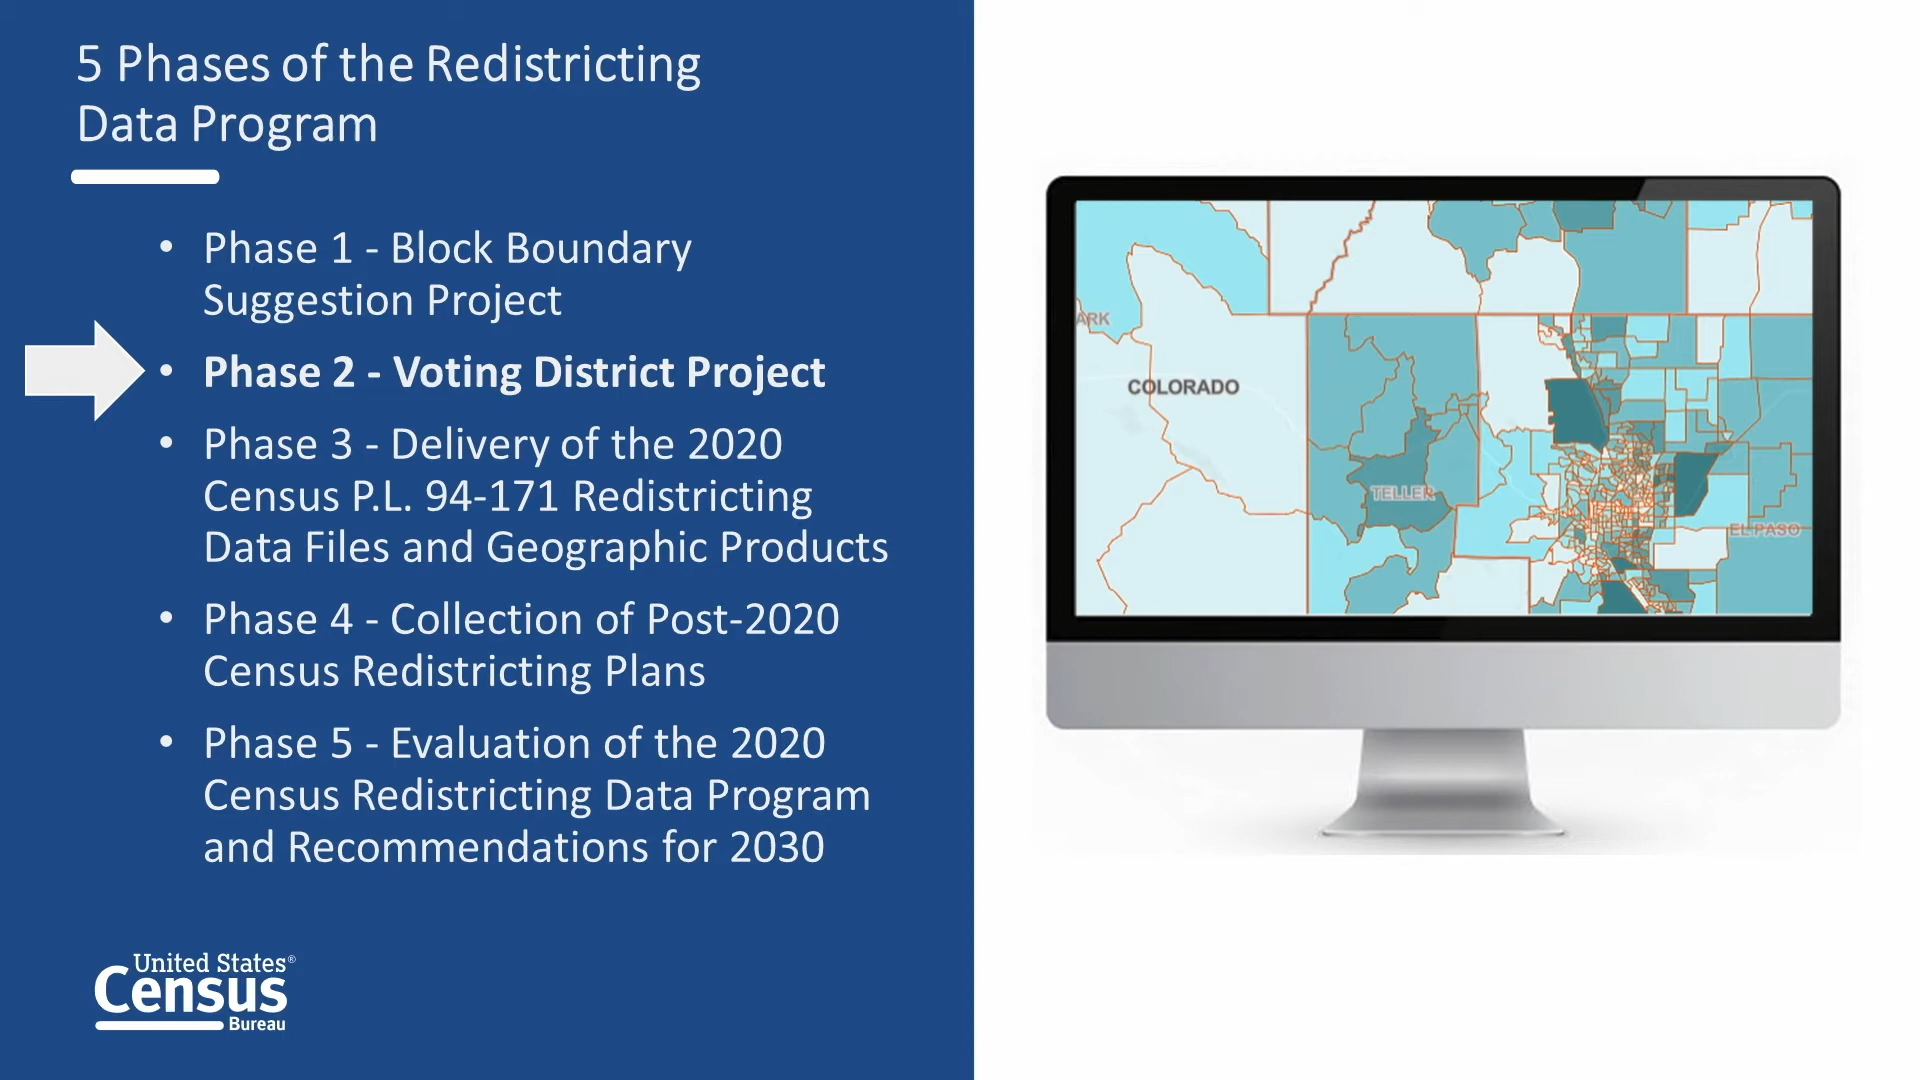 5 Phases of the Redistricting
Data Program
• Phase 1 - Block Boundary
Suggestion Project
• Phase 2 - Voting District Project
• Phase 3 - Delivery of the 2020
Census P.L. 94-171 Redistricting
Data Files and Geographic Products
• Phase 4 - Collection of Post-2020
Census Redistricting Plans
• Phase 5 - Evaluation of the 2020
Census Redistricting Data Program
and Recommendations for 2030
United States®
Census
Bureau
ARK
COLORADO
TELLER
EL PASO